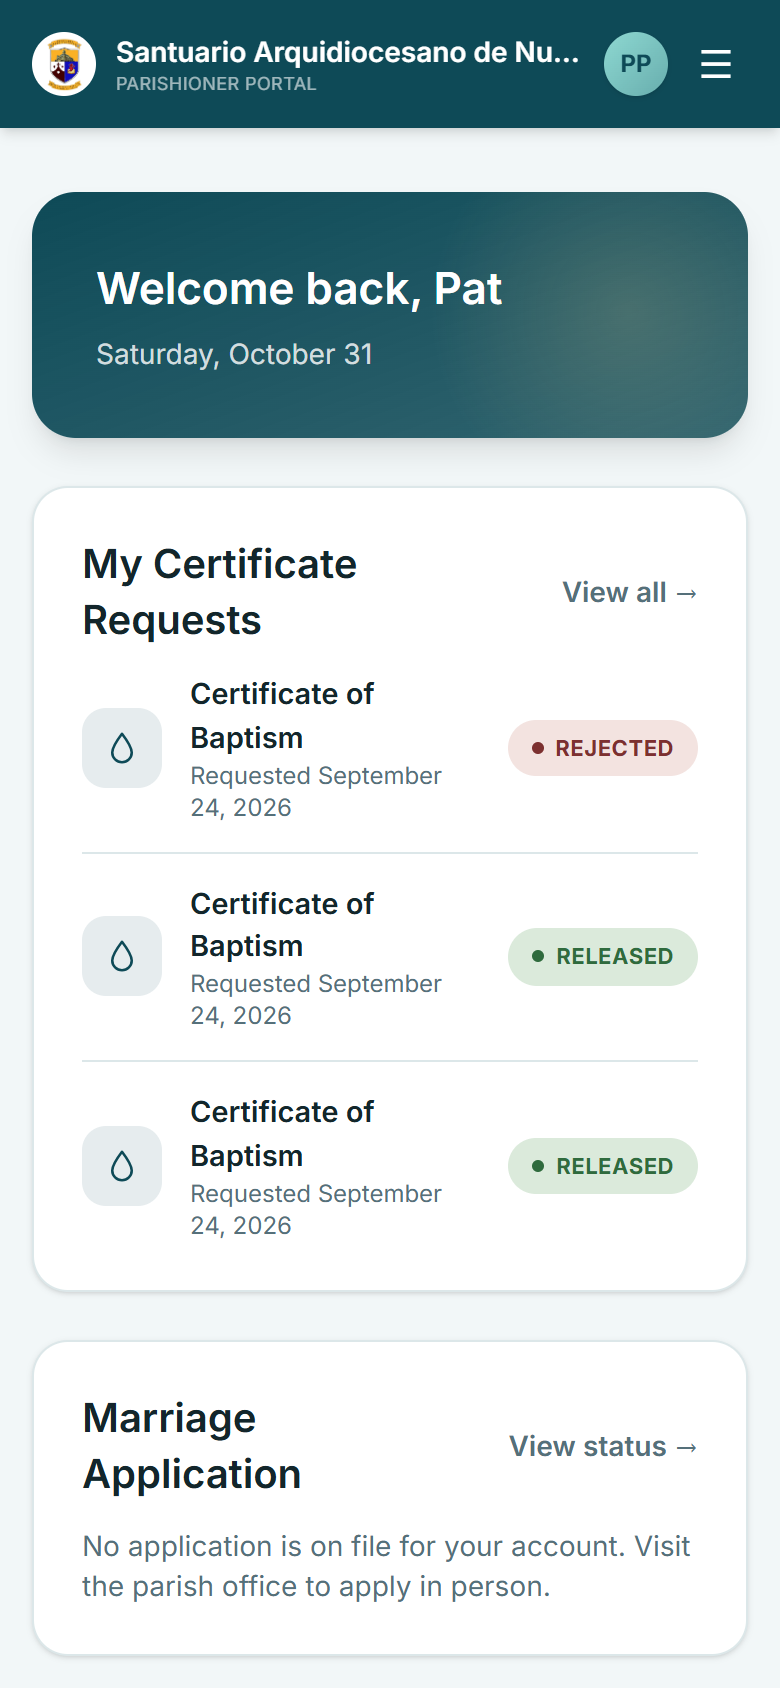 Santuario Arquidiocesano de Nu...
PARISHIONER PORTAL
PP
Welcome back, Pat
Saturday, October 31
My Certificate
Requests
View all →
Certificate of
Baptism
Requested September
24, 2026
REJECTED
Certificate of
Baptism
Requested September
24, 2026
RELEASED
Certificate of
Baptism
Requested September
24, 2026
RELEASED
Marriage
Application
View status →
No application is on file for your account. Visit
the parish office to apply in person.